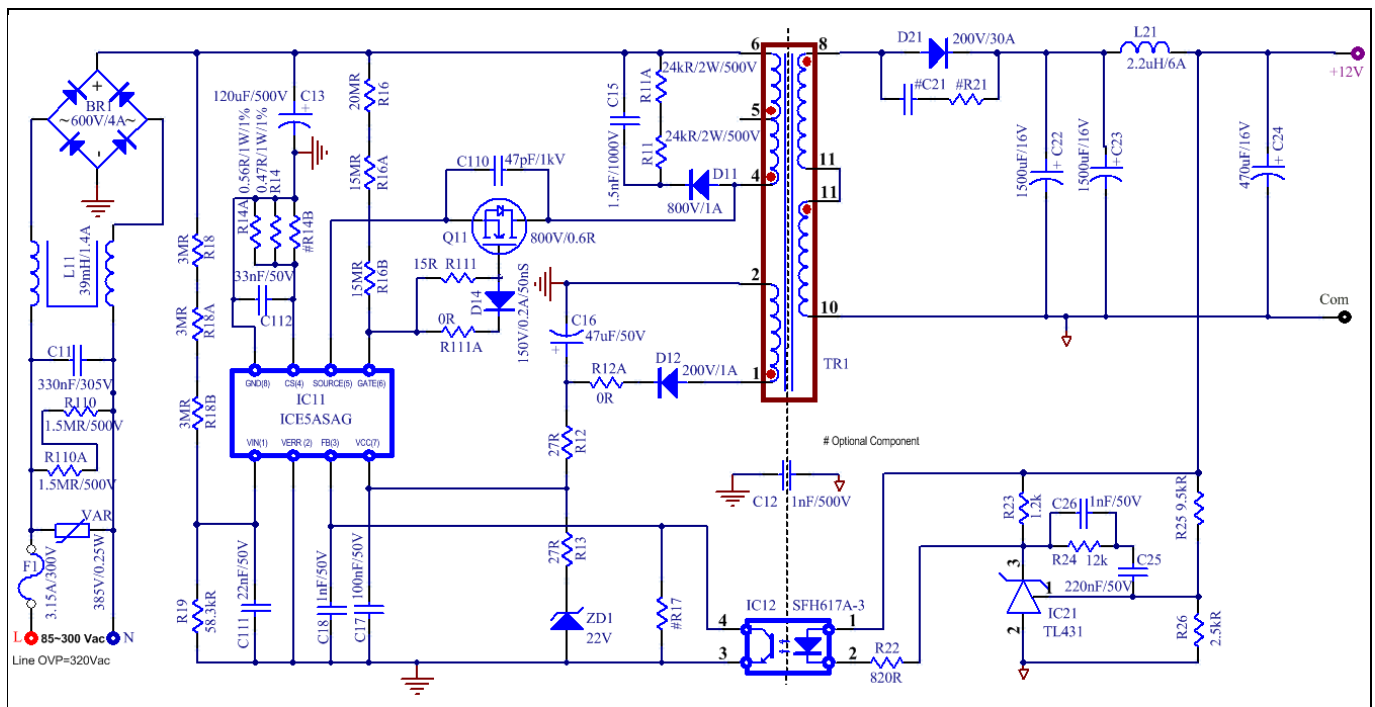 BR1
~600V/4A~
+
-
120uF/500V
C13
+
20MR
R16
15MR
R16A
15MR
R16B
0.56R/1W/1%
0.47R/1W/1%
R14A
R14
#R14B
33nF/50V
C112
3MR
R18
3MR
R18A
3MR
R18B
L11
39mH/1.4A
C11
330nF/305V
R110
1.5MR/500V
R110A
1.5MR/500V
VAR
385V/0.25W
F1
3.15A/300V
L
85~300 Vac
N
Line OVP=320Vac
GND(8)
CS(4)
SOURCE(5)
GATE(6)
IC11
ICE5ASAG
VIN(1)
VERR (2)
FB(3)
VCC(7)
R19
58.3kR
C111
22nF/50V
C18
1nF/50V
C17
100nF/50V
C110
47pF/1kV
Q11
800V/0.6R
15R
R111
0R
R111A
D14
150V/0.2A/50nS
C15
1.5nF/1000V
24kR/2W/500V
R11A
24kR/2W/500V
R11
D11
800V/1A
C16
47uF/50V
+
R12A
0R
D12
200V/1A
27R
R12
27R
R13
ZD1
22V
#R17
6
5
4
2
1
8
11
11
10
TR1
D21
200V/30A
#C21
#R21
L21
2.2uH/6A
+12V
1500uF/16V
+
C22
1500uF/16V
+
C23
470uF/16V
+
C24
Com
# Optional Component
C12
1nF/500V
IC12
SFH617A-3
4
3
1
2
R22
820R
R23
1.2k
C26
1nF/50V
R24
12k
C25
220nF/50V
R25
9.5kR
R26
2.5kR
3
1
2
IC21
TL431